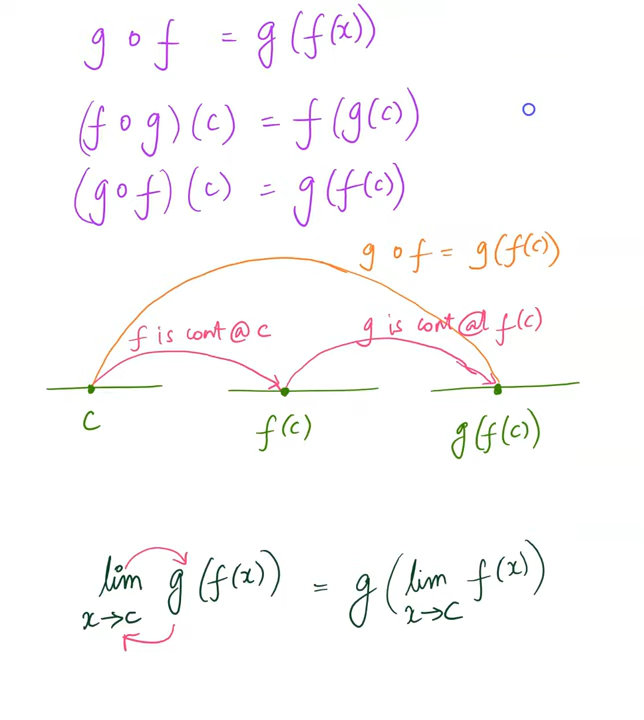 g o f = g(f(x))
(f o g)(c) = f(g(c))
(g o f)(c) = g(f(c))
g o f = g(f(c))
f is cont @ c
g is cont @ f(c)
c
f(c)
g(f(c))
lim g(f(x)) = g(lim f(x))
x→c x→c